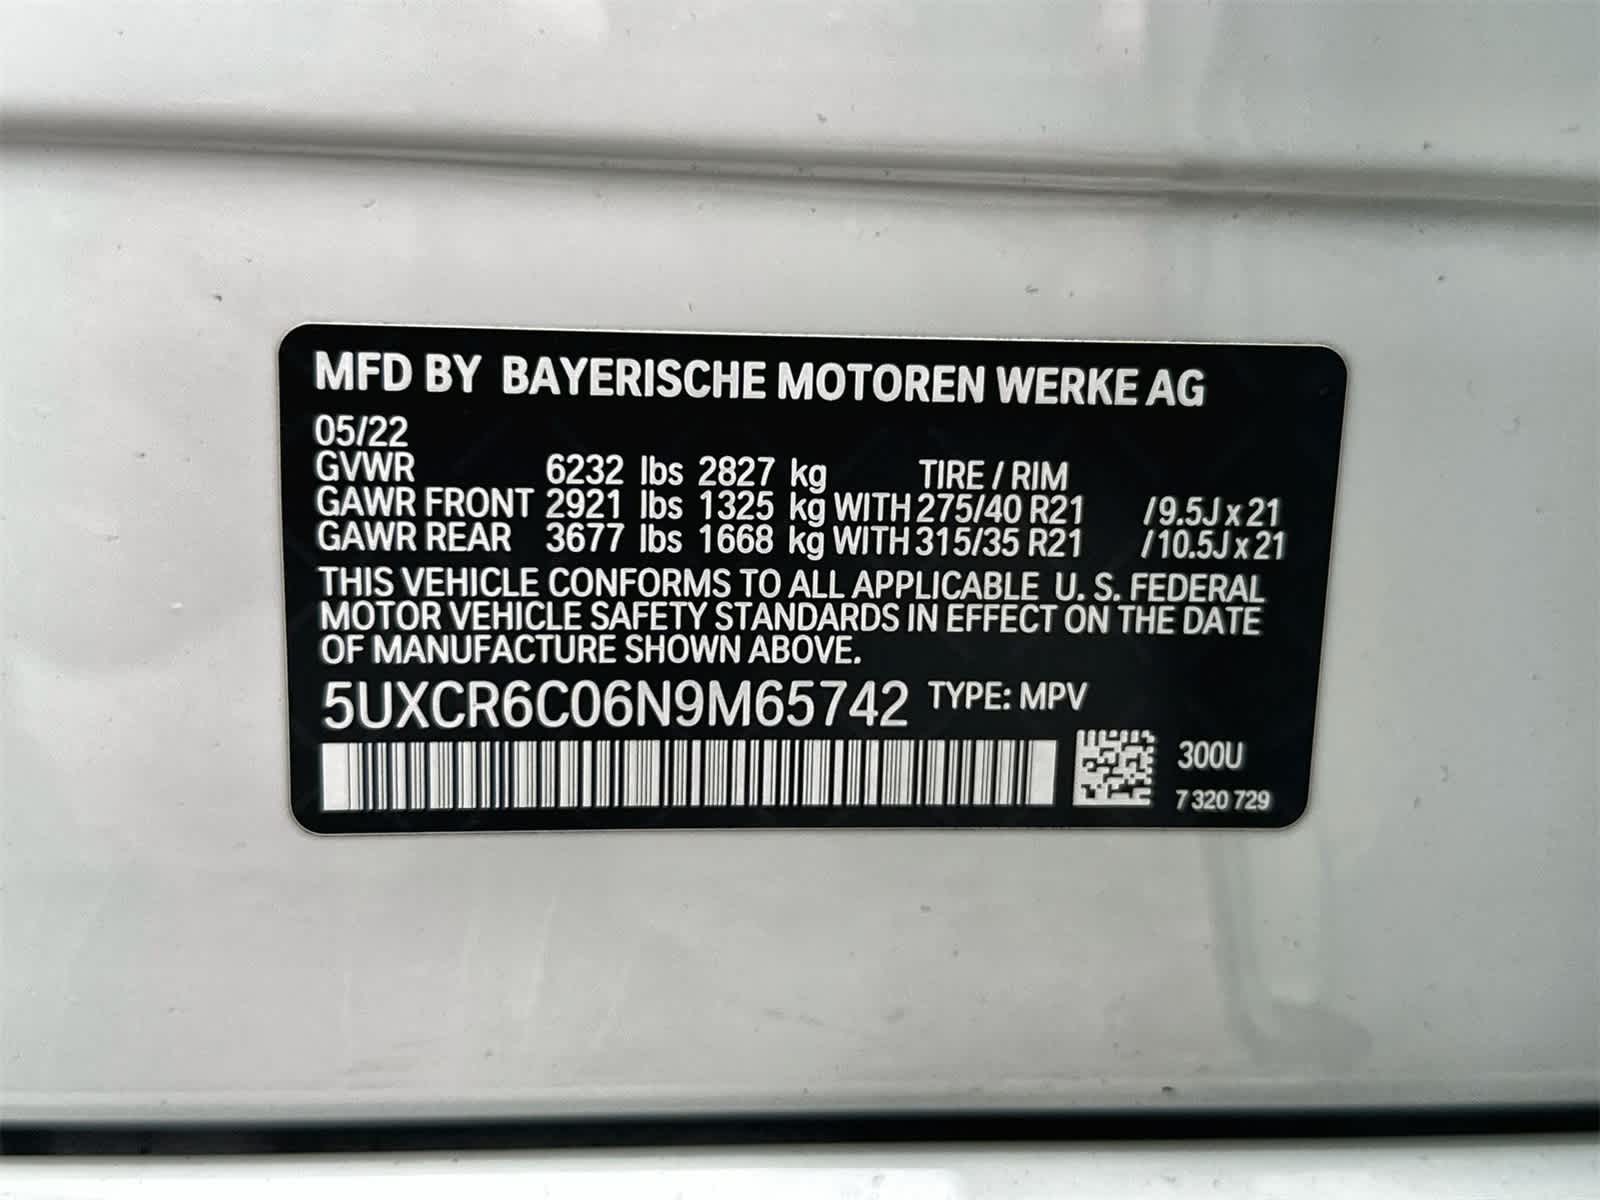 MFD BY BAYERISCHE MOTOREN WERKE AG
05/22
GVWR 6232 lbs 2827 kg TIRE / RIM
GAWR FRONT 2921 lbs 1325 kg WITH 275/40 R21 /9.5J x 21
GAWR REAR 3677 lbs 1668 kg WITH 315/35 R21 /10.5J x 21
THIS VEHICLE CONFORMS TO ALL APPLICABLE U. S. FEDERAL
MOTOR VEHICLE SAFETY STANDARDS IN EFFECT ON THE DATE
OF MANUFACTURE SHOWN ABOVE.
5UXCR6C06N9M65742 TYPE: MPV
300U
7 320 729